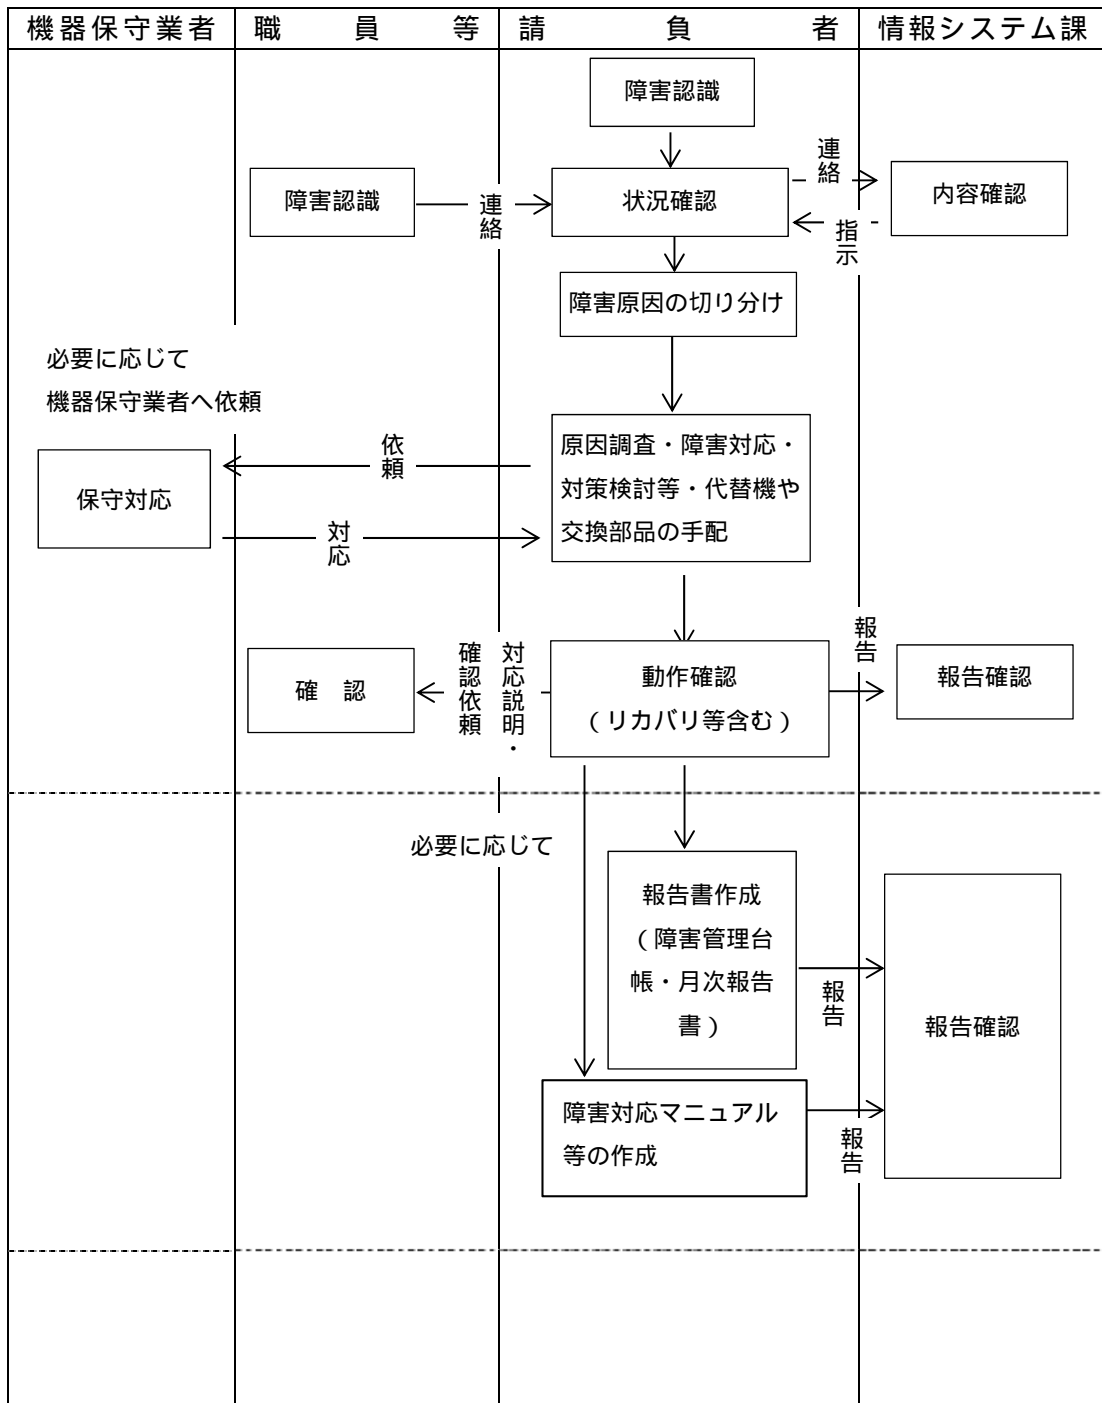 機器保守業者
職員等
請負者
情報システム課
障害認識
障害認識
連絡
状況確認
連絡
指示
内容確認
障害原因の切り分け
必要に応じて
機器保守業者へ依頼
保守対応
依頼
対応
原因調査・障害対応・
対策検討等・代替機や
交換部品の手配
確 認
対応説明・
確認依頼
動作確認
（リカバリ等含む）
報告
報告確認
必要に応じて
報告書作成
（障害管理台
帳・月次報告
書）
報告
報告確認
障害対応マニュアル
等の作成
報告